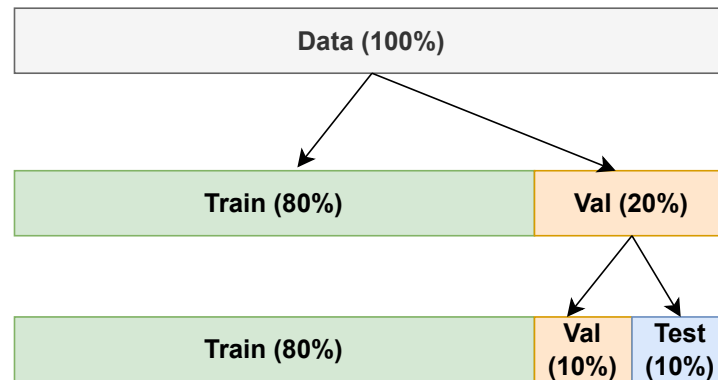 Data (100%)
Train (80%)
Val (20%)
Train (80%)
Val
(10%)
Test
(10%)